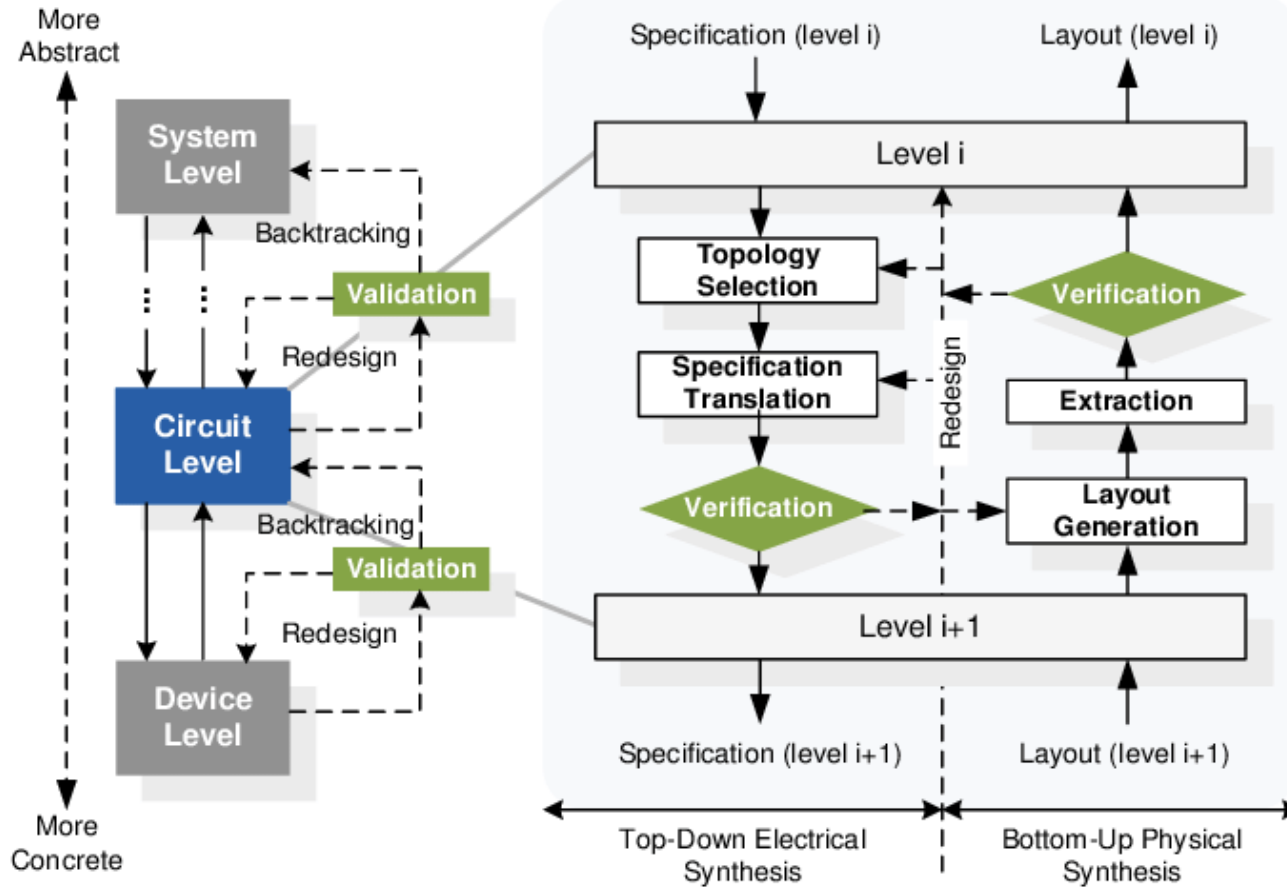 More
Abstract
System
Level
Backtracking
Validation
Redesign
Circuit
Level
Backtracking
Validation
Redesign
Device
Level
More
Concrete
Specification (level i)
Layout (level i)
Level i
Topology
Selection
Verification
Specification
Translation
Redesign
Extraction
Verification
Layout
Generation
Level i+1
Specification (level i+1)
Layout (level i+1)
Top-Down Electrical
Synthesis
Bottom-Up Physical
Synthesis